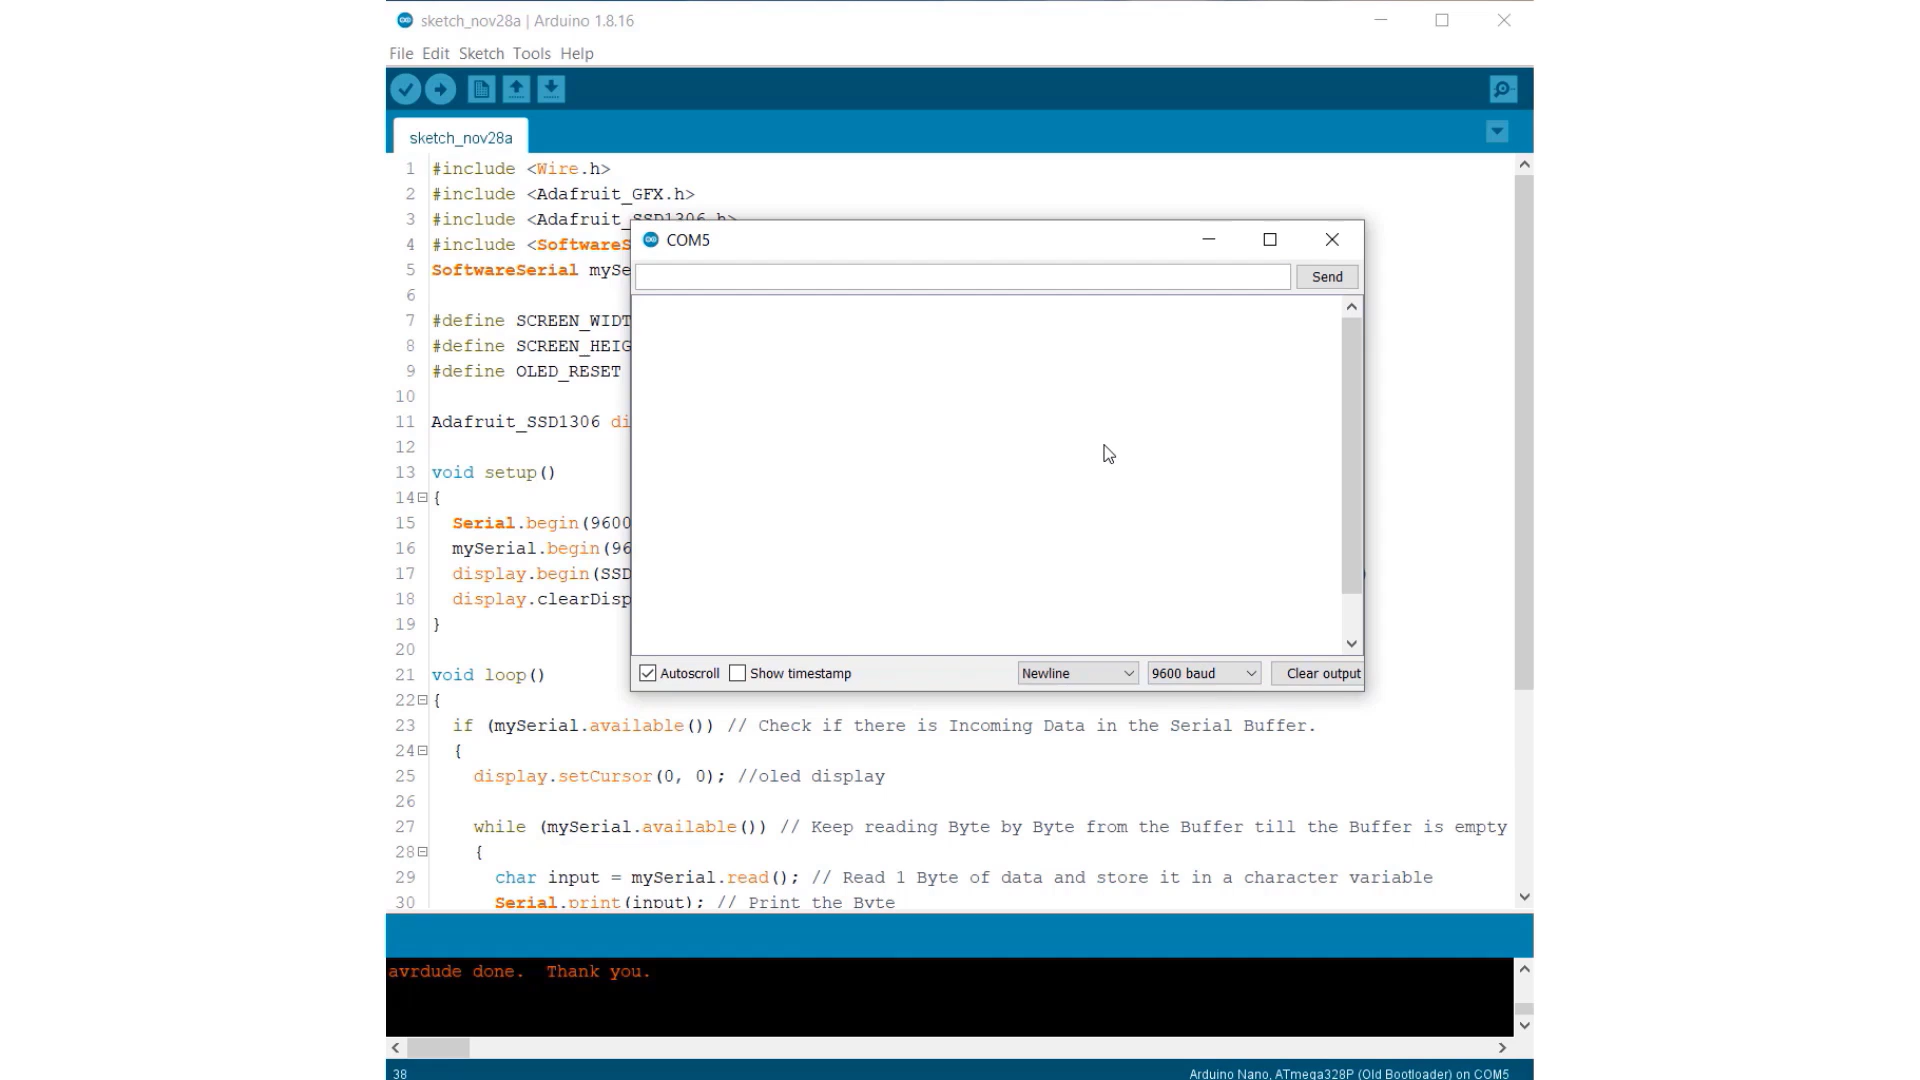 sketch_nov28a | Arduino 1.8.16
File Edit Sketch Tools Help
sketch_nov28a
1 #include <Wire.h>
2 #include <Adafruit_GFX.h>
3 #include <Adafruit_SSD1306.h>
4 #include <SoftwareS
5 SoftwareSerial mySe
6
7 #define SCREEN_WIDT
8 #define SCREEN_HEIG
9 #define OLED_RESET
10
11 Adafruit_SSD1306 di
12
13 void setup()
14 {
15 Serial.begin(9600
16 mySerial.begin(96
17 display.begin(SSD
18 display.clearDisp
19 }
20
21 void loop()
22 {
23 if (mySerial.available()) // Check if there is Incoming Data in the Serial Buffer.
24 {
25 display.setCursor(0, 0); //oled display
26
27 while (mySerial.available()) // Keep reading Byte by Byte from the Buffer till the Buffer is empty
28 {
29 char input = mySerial.read(); // Read 1 Byte of data and store it in a character variable
30 Serial.print(input); // Print the Byte
COM5
Send
Autoscroll Show timestamp Newline 9600 baud Clear output
avrdude done. Thank you.
38 Arduino Nano, ATmega328P (Old Bootloader) on COM5